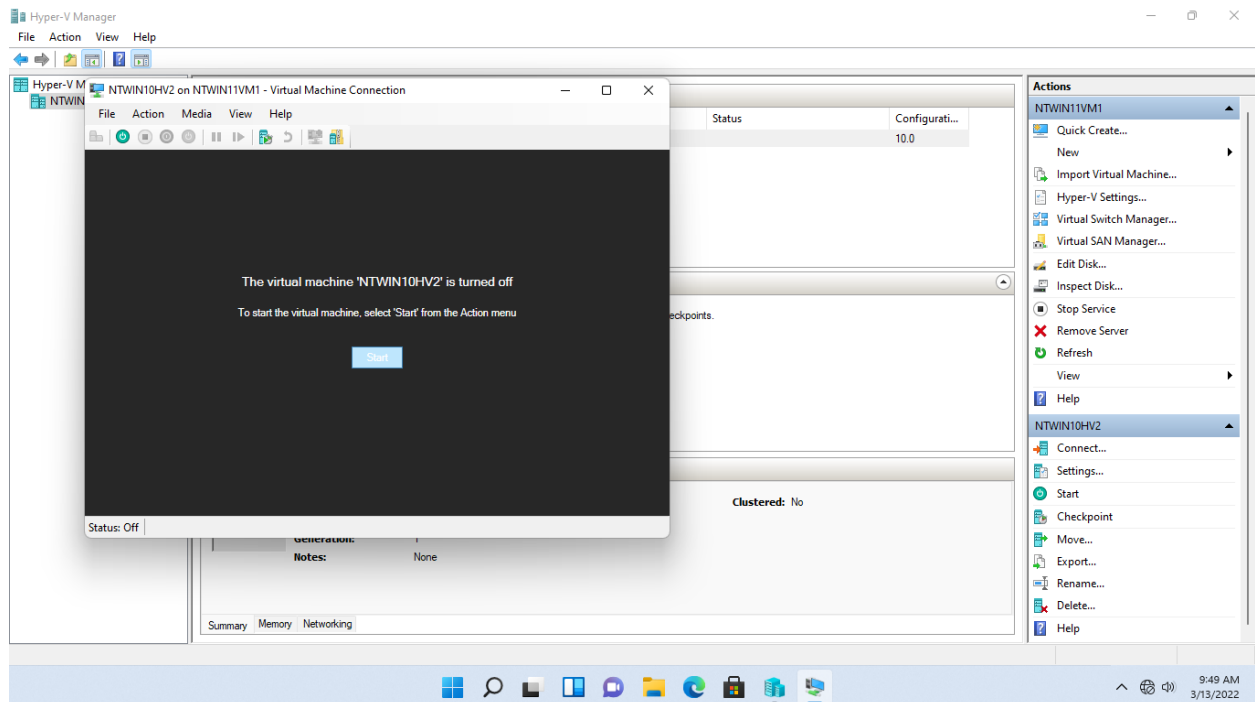 Hyper-V Manager
File Action View Help
Hyper-V M
NTWIN
NTWIN10HV2 on NTWIN11VM1 - Virtual Machine Connection
File Action Media View Help
The virtual machine 'NTWIN10HV2' is turned off
To start the virtual machine, select 'Start' from the Action menu
Start
Status: Off
Status Configurati...
10.0
eckpoints.
Clustered: No
Generation:
Notes: None
Summary Memory Networking
Actions
NTWIN11VM1
Quick Create...
New
Import Virtual Machine...
Hyper-V Settings...
Virtual Switch Manager...
Virtual SAN Manager...
Edit Disk...
Inspect Disk...
Stop Service
Remove Server
Refresh
View
Help
NTWIN10HV2
Connect...
Settings...
Start
Checkpoint
Move...
Export...
Rename...
Delete...
Help
9:49 AM
3/13/2022